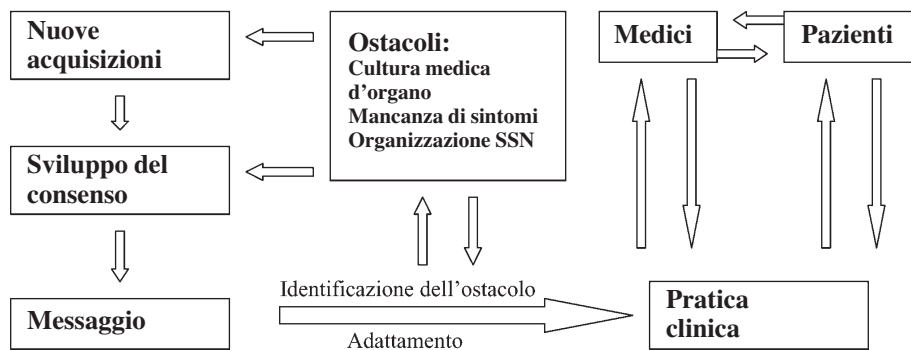 Nuove
acquisizioni
Ostacoli:
Cultura medica
d'organo
Mancanza di sintomi
Organizzazione SSN
Medici
Pazienti
Sviluppo del
consenso
Messaggio
Identificazione dell'ostacolo
Adattamento
Pratica
clinica